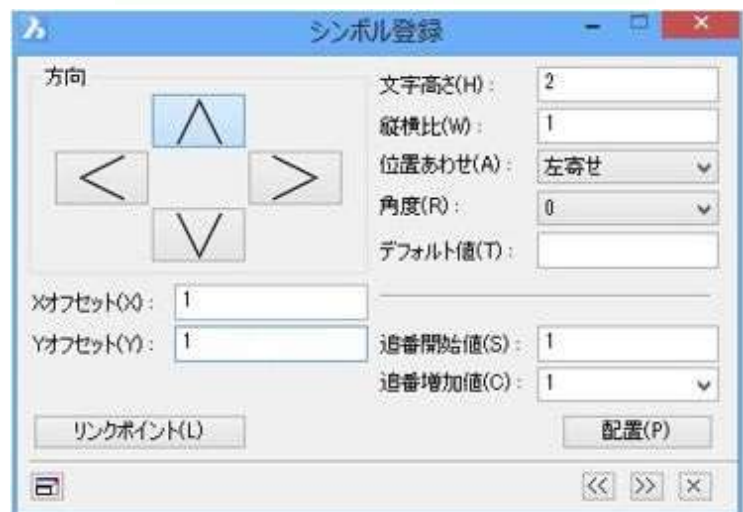 シンボル登録
方向
文字高さ(H): 2
縦横比(W): 1
位置あわせ(A): 左寄せ
角度(R): 0
デフォルト値(T):
Xオフセット(X): 1
Yオフセット(Y): 1
追番開始値(S): 1
追番増加値(C): 1
リンクポイント(L)
配置(P)